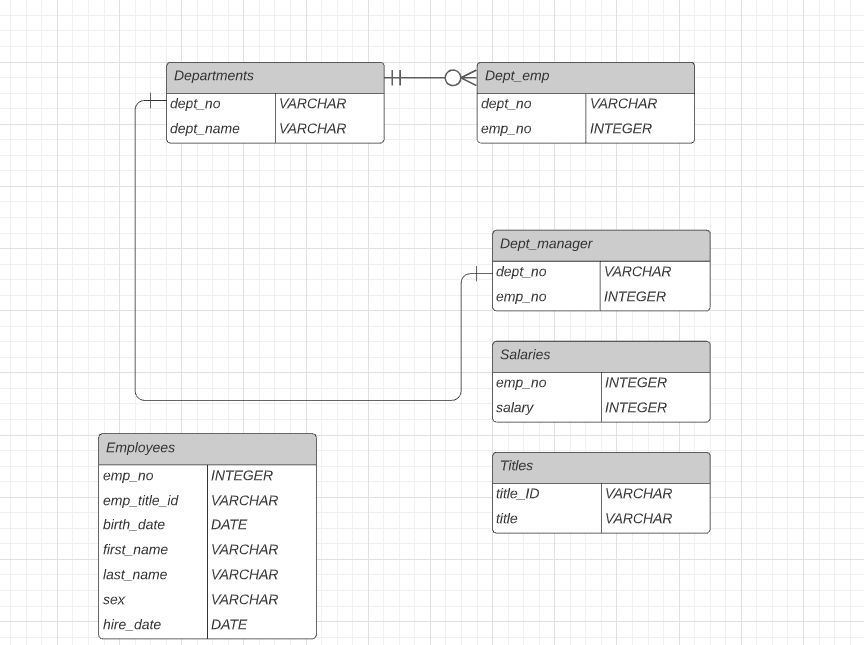 Departments
dept_no VARCHAR
dept_name VARCHAR
Dept_emp
dept_no VARCHAR
emp_no INTEGER
Dept_manager
dept_no VARCHAR
emp_no INTEGER
Salaries
emp_no INTEGER
salary INTEGER
Employees
emp_no INTEGER
emp_title_id VARCHAR
birth_date DATE
first_name VARCHAR
last_name VARCHAR
sex VARCHAR
hire_date DATE
Titles
title_ID VARCHAR
title VARCHAR